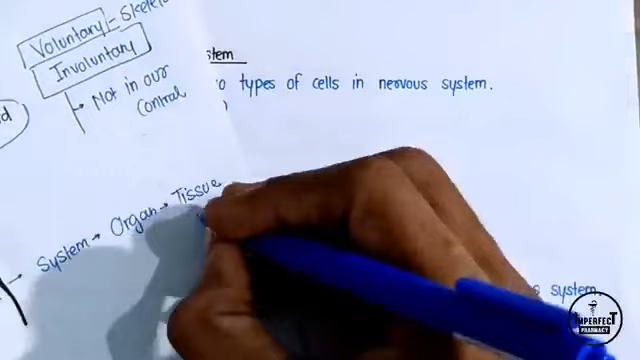 Voluntary = Skelet
Involuntary
Not in our
control
System → Organ → Tissue
stem
o types of cells in nervous system.
system.
IMPERFECT
PHARMACY